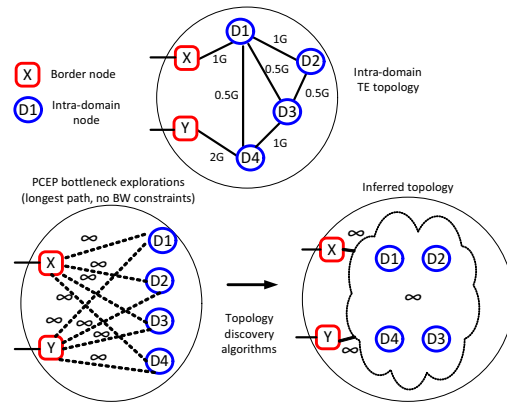 D1
1G
X
1G
D2
X
Border node
0.5G
Intra-domain
TE topology
D1
Intra-domain
node
0.5G
0.5G
D3
Y
1G
2G
D4
PCEP bottleneck explorations
(longest path, no BW constraints)
Inferred topology
∞
D1
∞
X
∞
X
∞
D1
D2
∞
D2
∞
∞
∞
∞
D3
∞
Y
∞
Topology
discovery
algorithms
Y
∞
D4
D3
D4